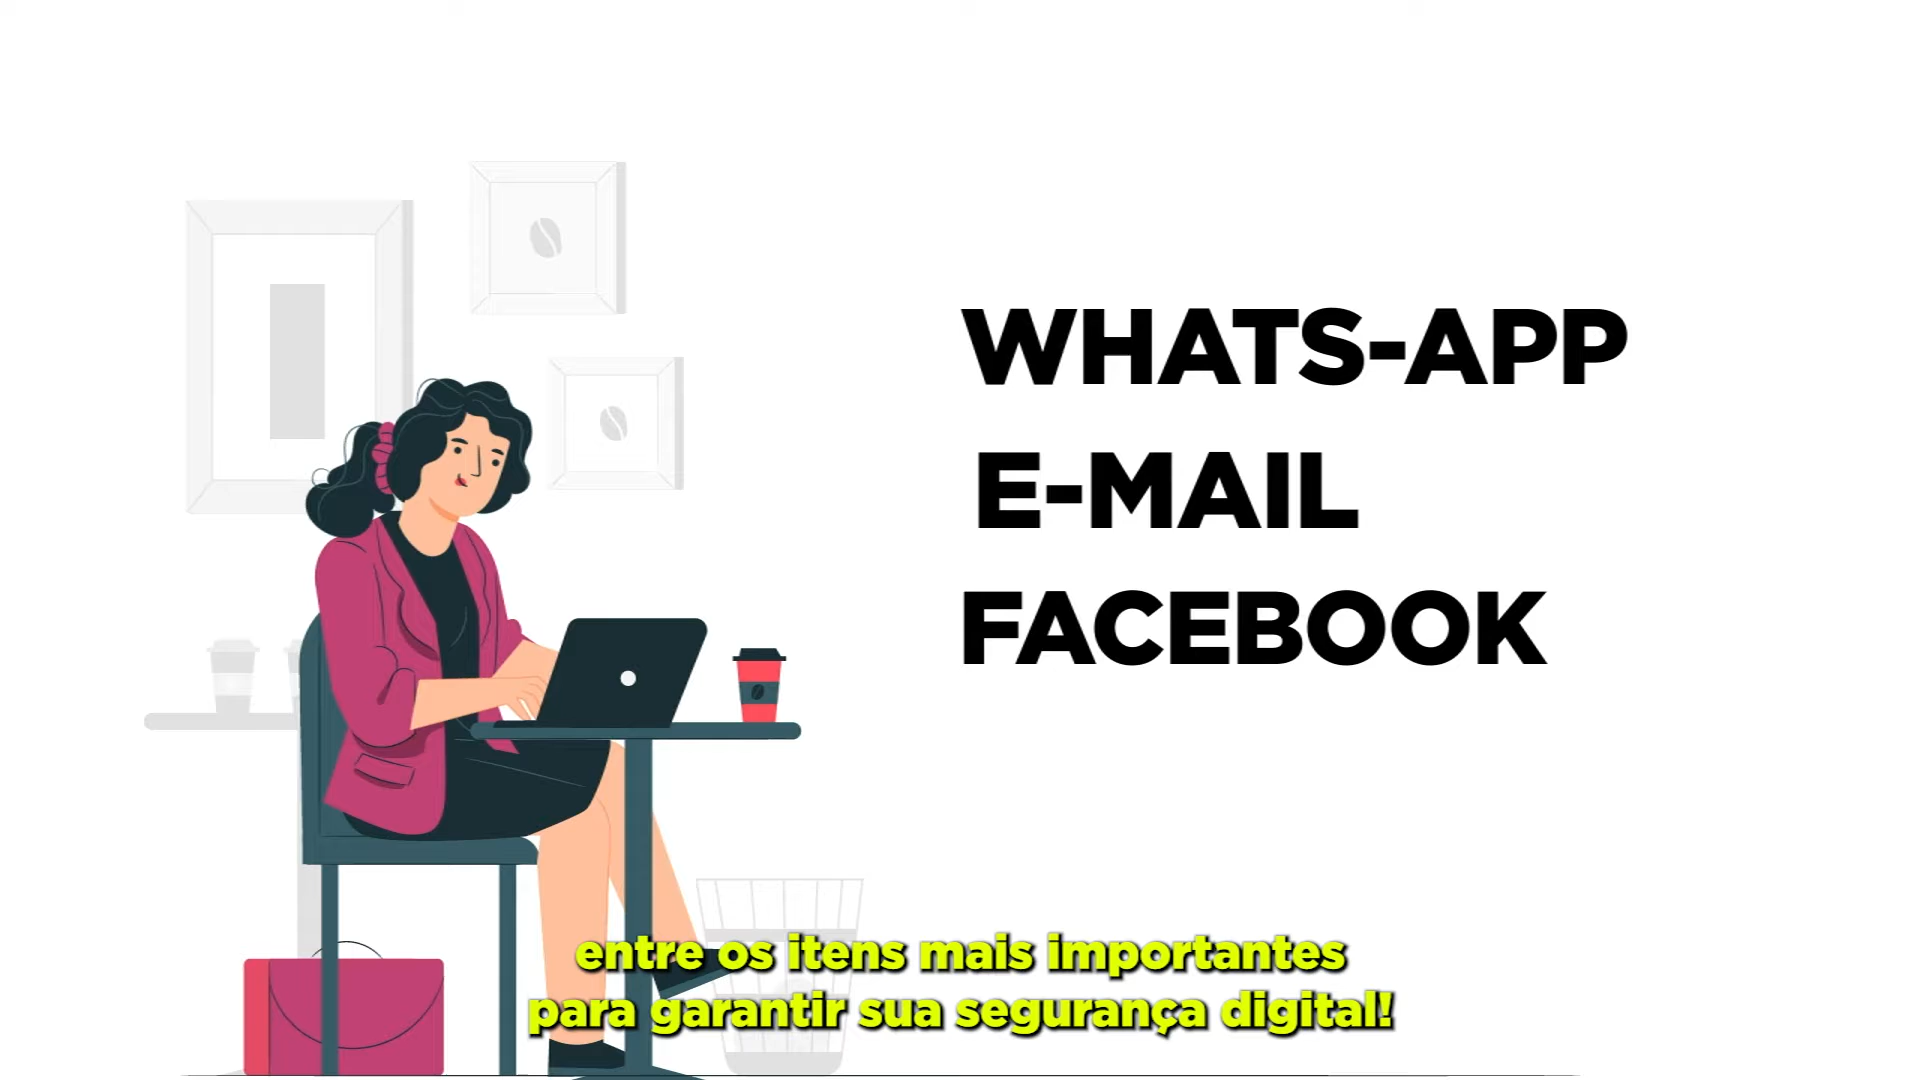 WHATS-APP
E-MAIL
FACEBOOK
entre os itens mais importantes
para garantir sua segurança digital!